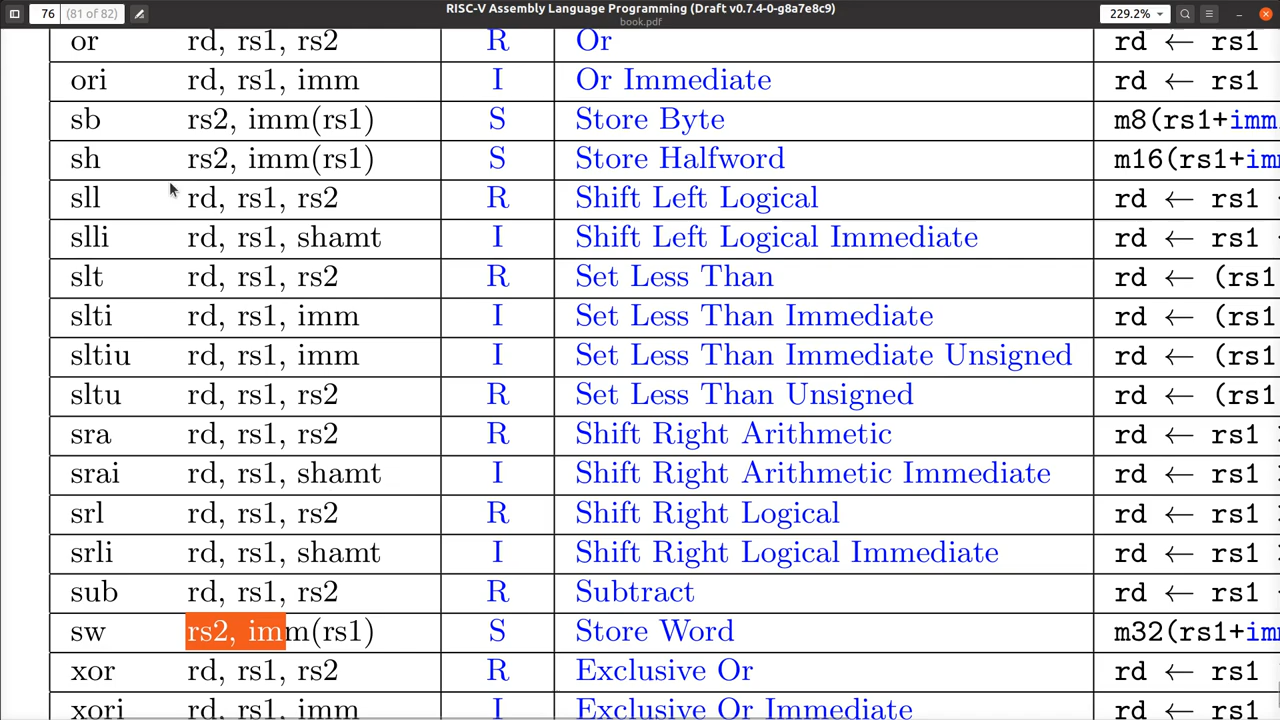 76 (81 of 82) RISC-V Assembly Language Programming (Draft v0.7.4-0-g8a7e8c9) 229.2%
book.pdf
or rd, rs1, rs2 R Or rd ← rs1
ori rd, rs1, imm I Or Immediate rd ← rs1
sb rs2, imm(rs1) S Store Byte m8(rs1+imm
sh rs2, imm(rs1) S Store Halfword m16(rs1+im
sll rd, rs1, rs2 R Shift Left Logical rd ← rs1
slli rd, rs1, shamt I Shift Left Logical Immediate rd ← rs1
slt rd, rs1, rs2 R Set Less Than rd ← (rs1
slti rd, rs1, imm I Set Less Than Immediate rd ← (rs1
sltiu rd, rs1, imm I Set Less Than Immediate Unsigned rd ← (rs1
sltu rd, rs1, rs2 R Set Less Than Unsigned rd ← (rs1
sra rd, rs1, rs2 R Shift Right Arithmetic rd ← rs1
srai rd, rs1, shamt I Shift Right Arithmetic Immediate rd ← rs1
srl rd, rs1, rs2 R Shift Right Logical rd ← rs1
srli rd, rs1, shamt I Shift Right Logical Immediate rd ← rs1
sub rd, rs1, rs2 R Subtract rd ← rs1
sw rs2, imm(rs1) S Store Word m32(rs1+im
xor rd, rs1, rs2 R Exclusive Or rd ← rs1
xori rd, rs1, imm I Exclusive Or Immediate rd ← rs1